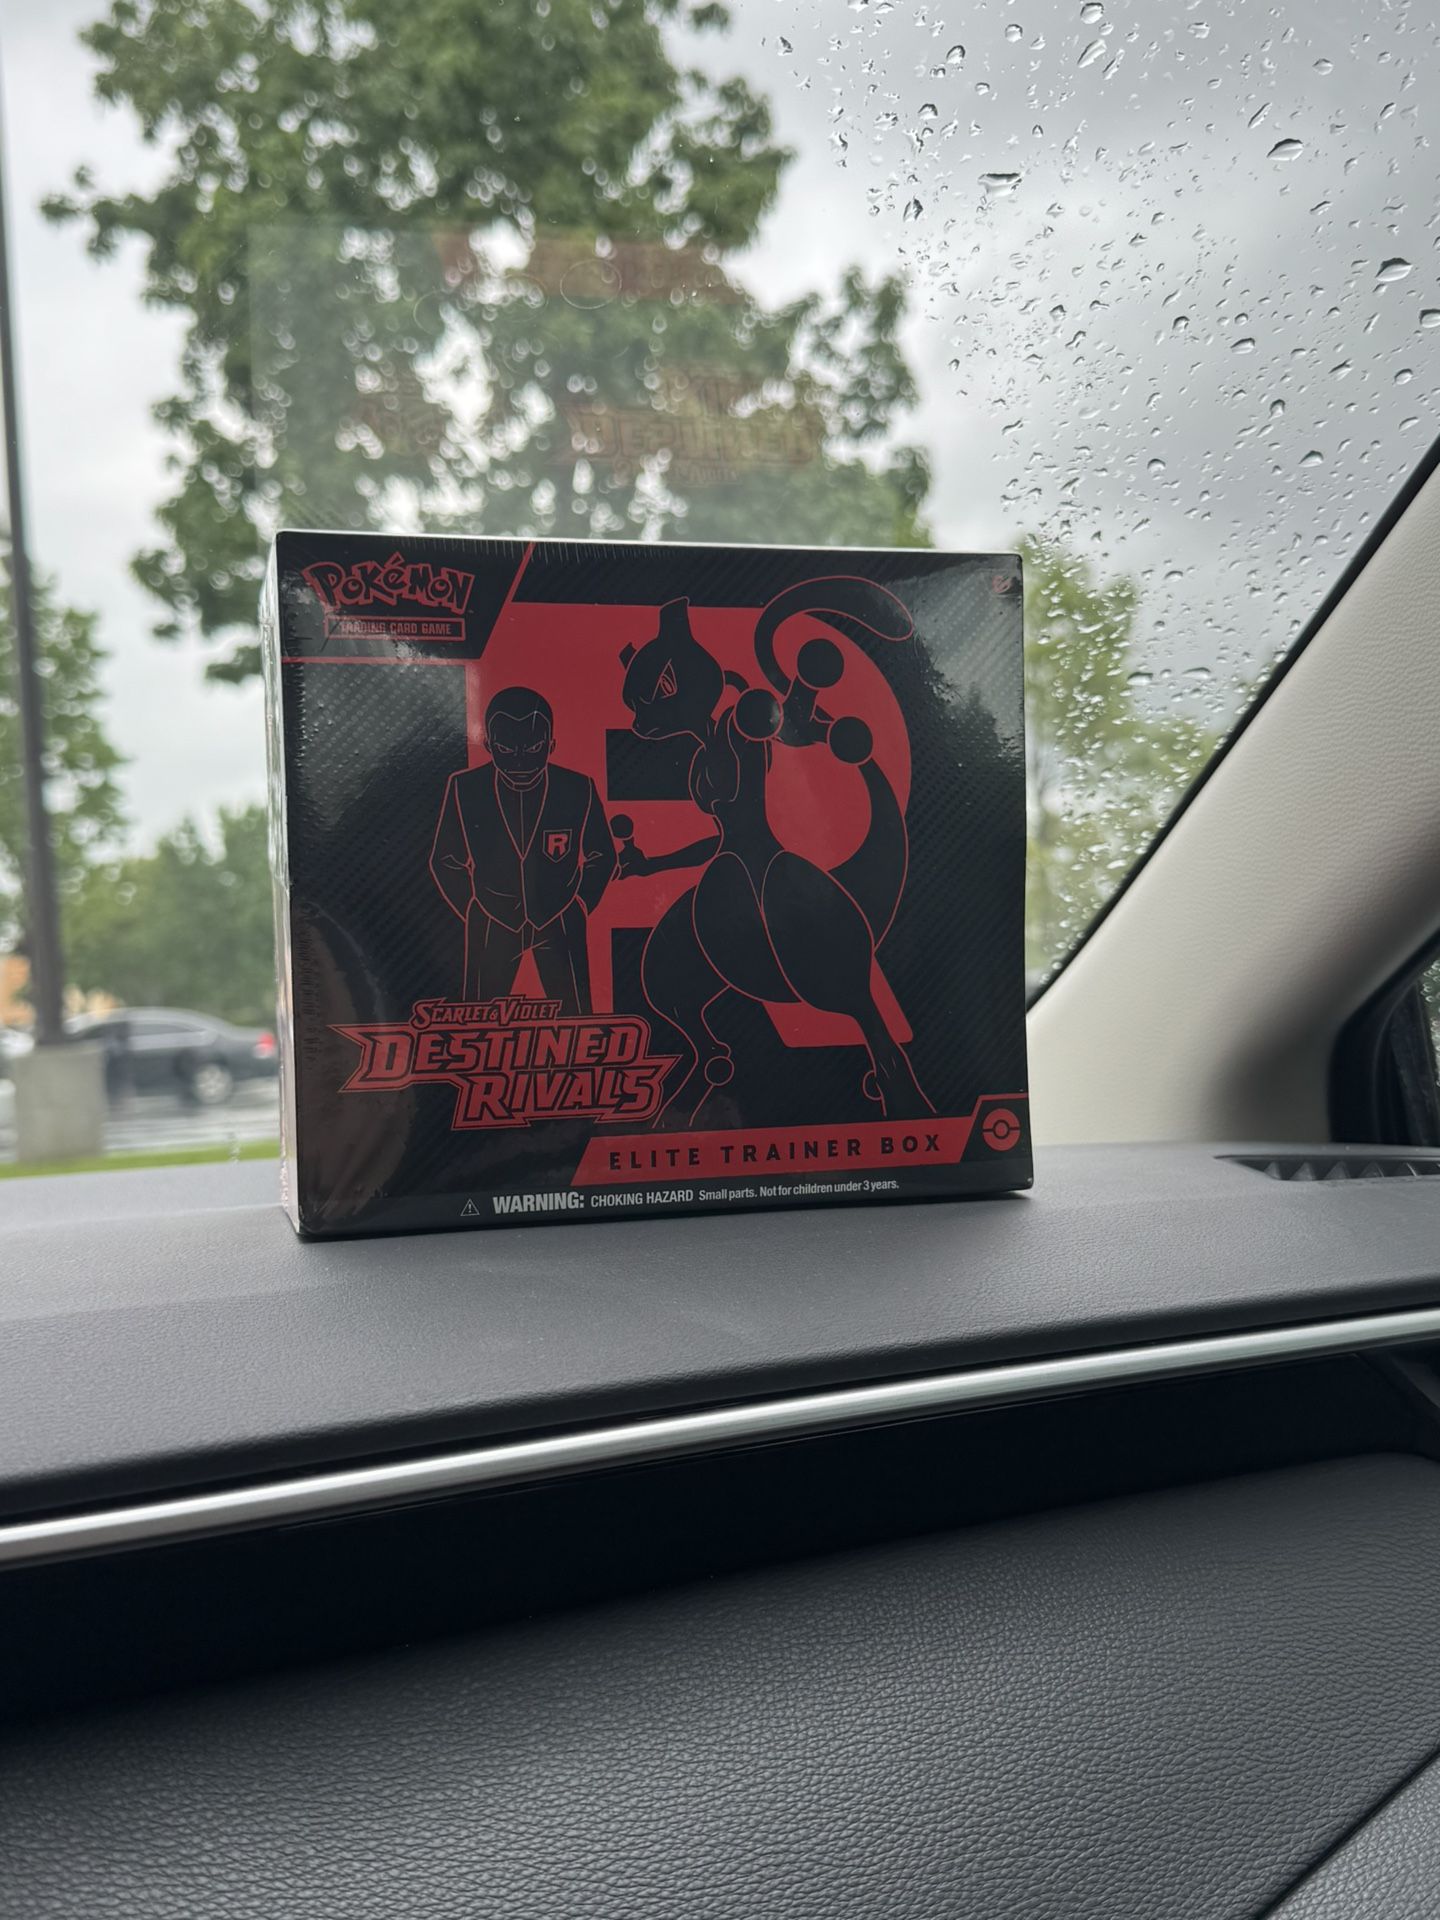 POKéMON
TRADING CARD GAME
R
SCARLET & VIOLET
DESTINED
RIVALS
ELITE TRAINER BOX
WARNING: CHOKING HAZARD Small parts. Not for children under 3 years.